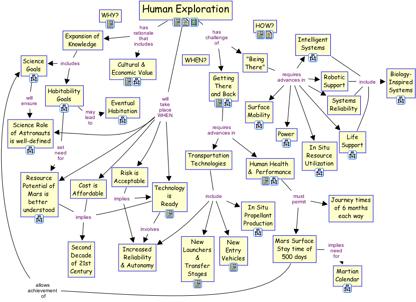 Human Exploration
WHY?
HOW?
has
rationale
that
includes
has
challenge
of
Expansion of
Knowledge
WHEN?
"Being
There"
Intelligent
Systems
Science
Goals
includes
Cultural &
Economic Value
Getting
There
and Back
requires
advances in
Robotic
Support
include
Biology-
Inspired
Systems
Habitability
Goals
will
ensure
may
lead
to
Eventual
Habitation
will
take
place
WHEN
Surface
Mobility
Systems
Reliability
Science Role
of Astronauts
is well-defined
requires
advances in
Power
In Situ
Resource
Utilization
Life
Support
set
need
for
Transportation
Technologies
Human Health
& Performance
Resource
Potential of
Mars is
better
understood
Cost is
Affordable
Risk is
Acceptable
Technology
is
Ready
include
must
permit
Journey times
of 6 months
each way
implies
implies
involves
In Situ
Propellant
Production
Second
Decade
of 21st
Century
Increased
Reliability
& Autonomy
New
Launchers
&
Transfer
Stages
New
Entry
Vehicles
Mars Surface
Stay time of
500 days
implies
need
for
Martian
Calendar
allows
achievement
of